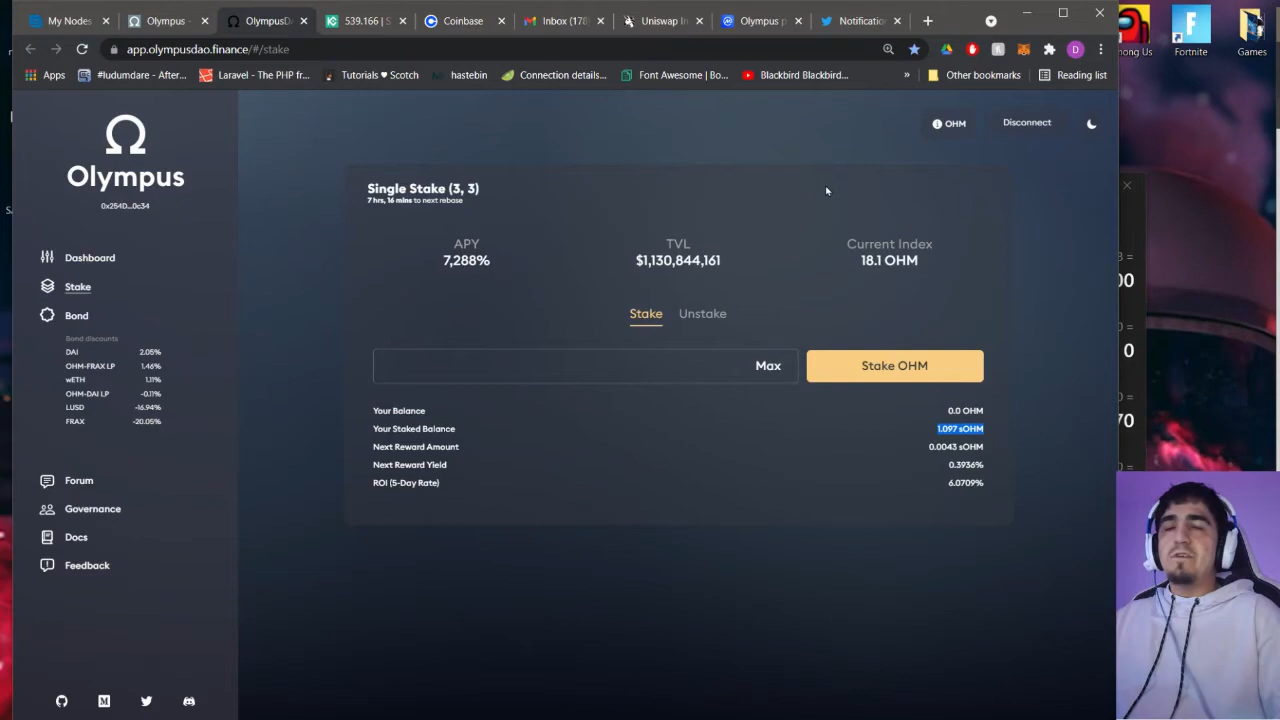 My Nodes
Olympus -
OlympusDA
539.166 | S
Coinbase
Inbox (178
Uniswap In
Olympus p
Notification
app.olympusdao.finance/#/stake
Apps
#ludumdare - After...
Laravel - The PHP fr...
Tutorials ♥ Scotch
hastebin
Connection details...
Font Awesome | Bo...
Blackbird Blackbird...
»
Other bookmarks
Reading list
mong Us
Fortnite
Games
Olympus
0x254D...0c34
Dashboard
Stake
Bond
Bond discounts
DAI 2.05%
OHM-FRAX LP 1.46%
wETH 1.11%
OHM-DAI LP -0.11%
LUSD -16.94%
FRAX -20.05%
Forum
Governance
Docs
Feedback
OHM
Disconnect
Single Stake (3, 3)
7 hrs, 16 mins to next rebase
APY
7,288%
TVL
$1,130,844,161
Current Index
18.1 OHM
Stake Unstake
Max
Stake OHM
Your Balance 0.0 OHM
Your Staked Balance 1.097 sOHM
Next Reward Amount 0.0043 sOHM
Next Reward Yield 0.3936%
ROI (5-Day Rate) 6.0709%